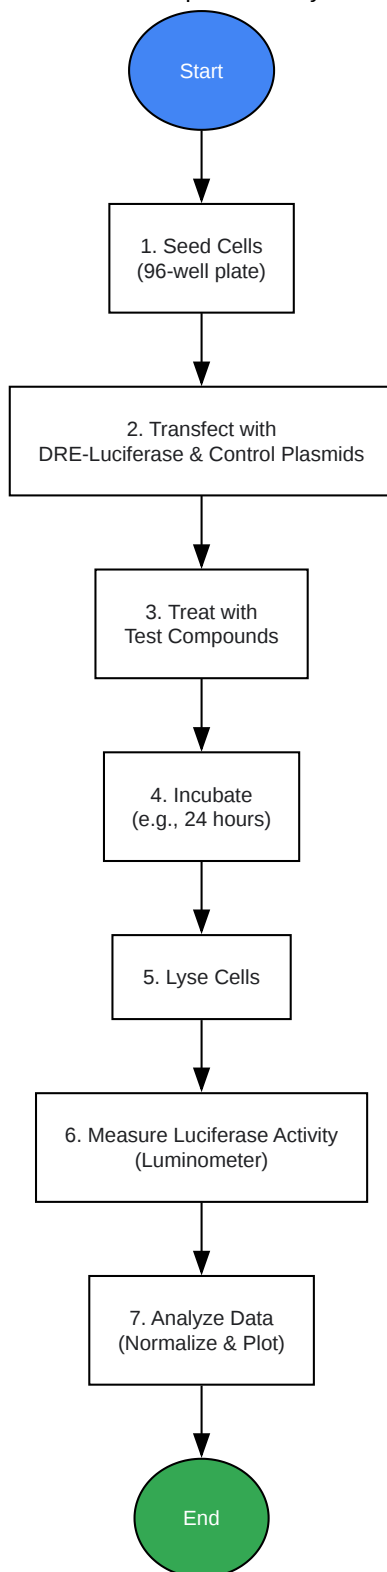 Start
1. Seed Cells
(96-well plate)
2. Transfect with
DRE-Luciferase & Control Plasmids
3. Treat with
Test Compounds
4. Incubate
(e.g., 24 hours)
5. Lyse Cells
6. Measure Luciferase Activity
(Luminometer)
7. Analyze Data
(Normalize & Plot)
End